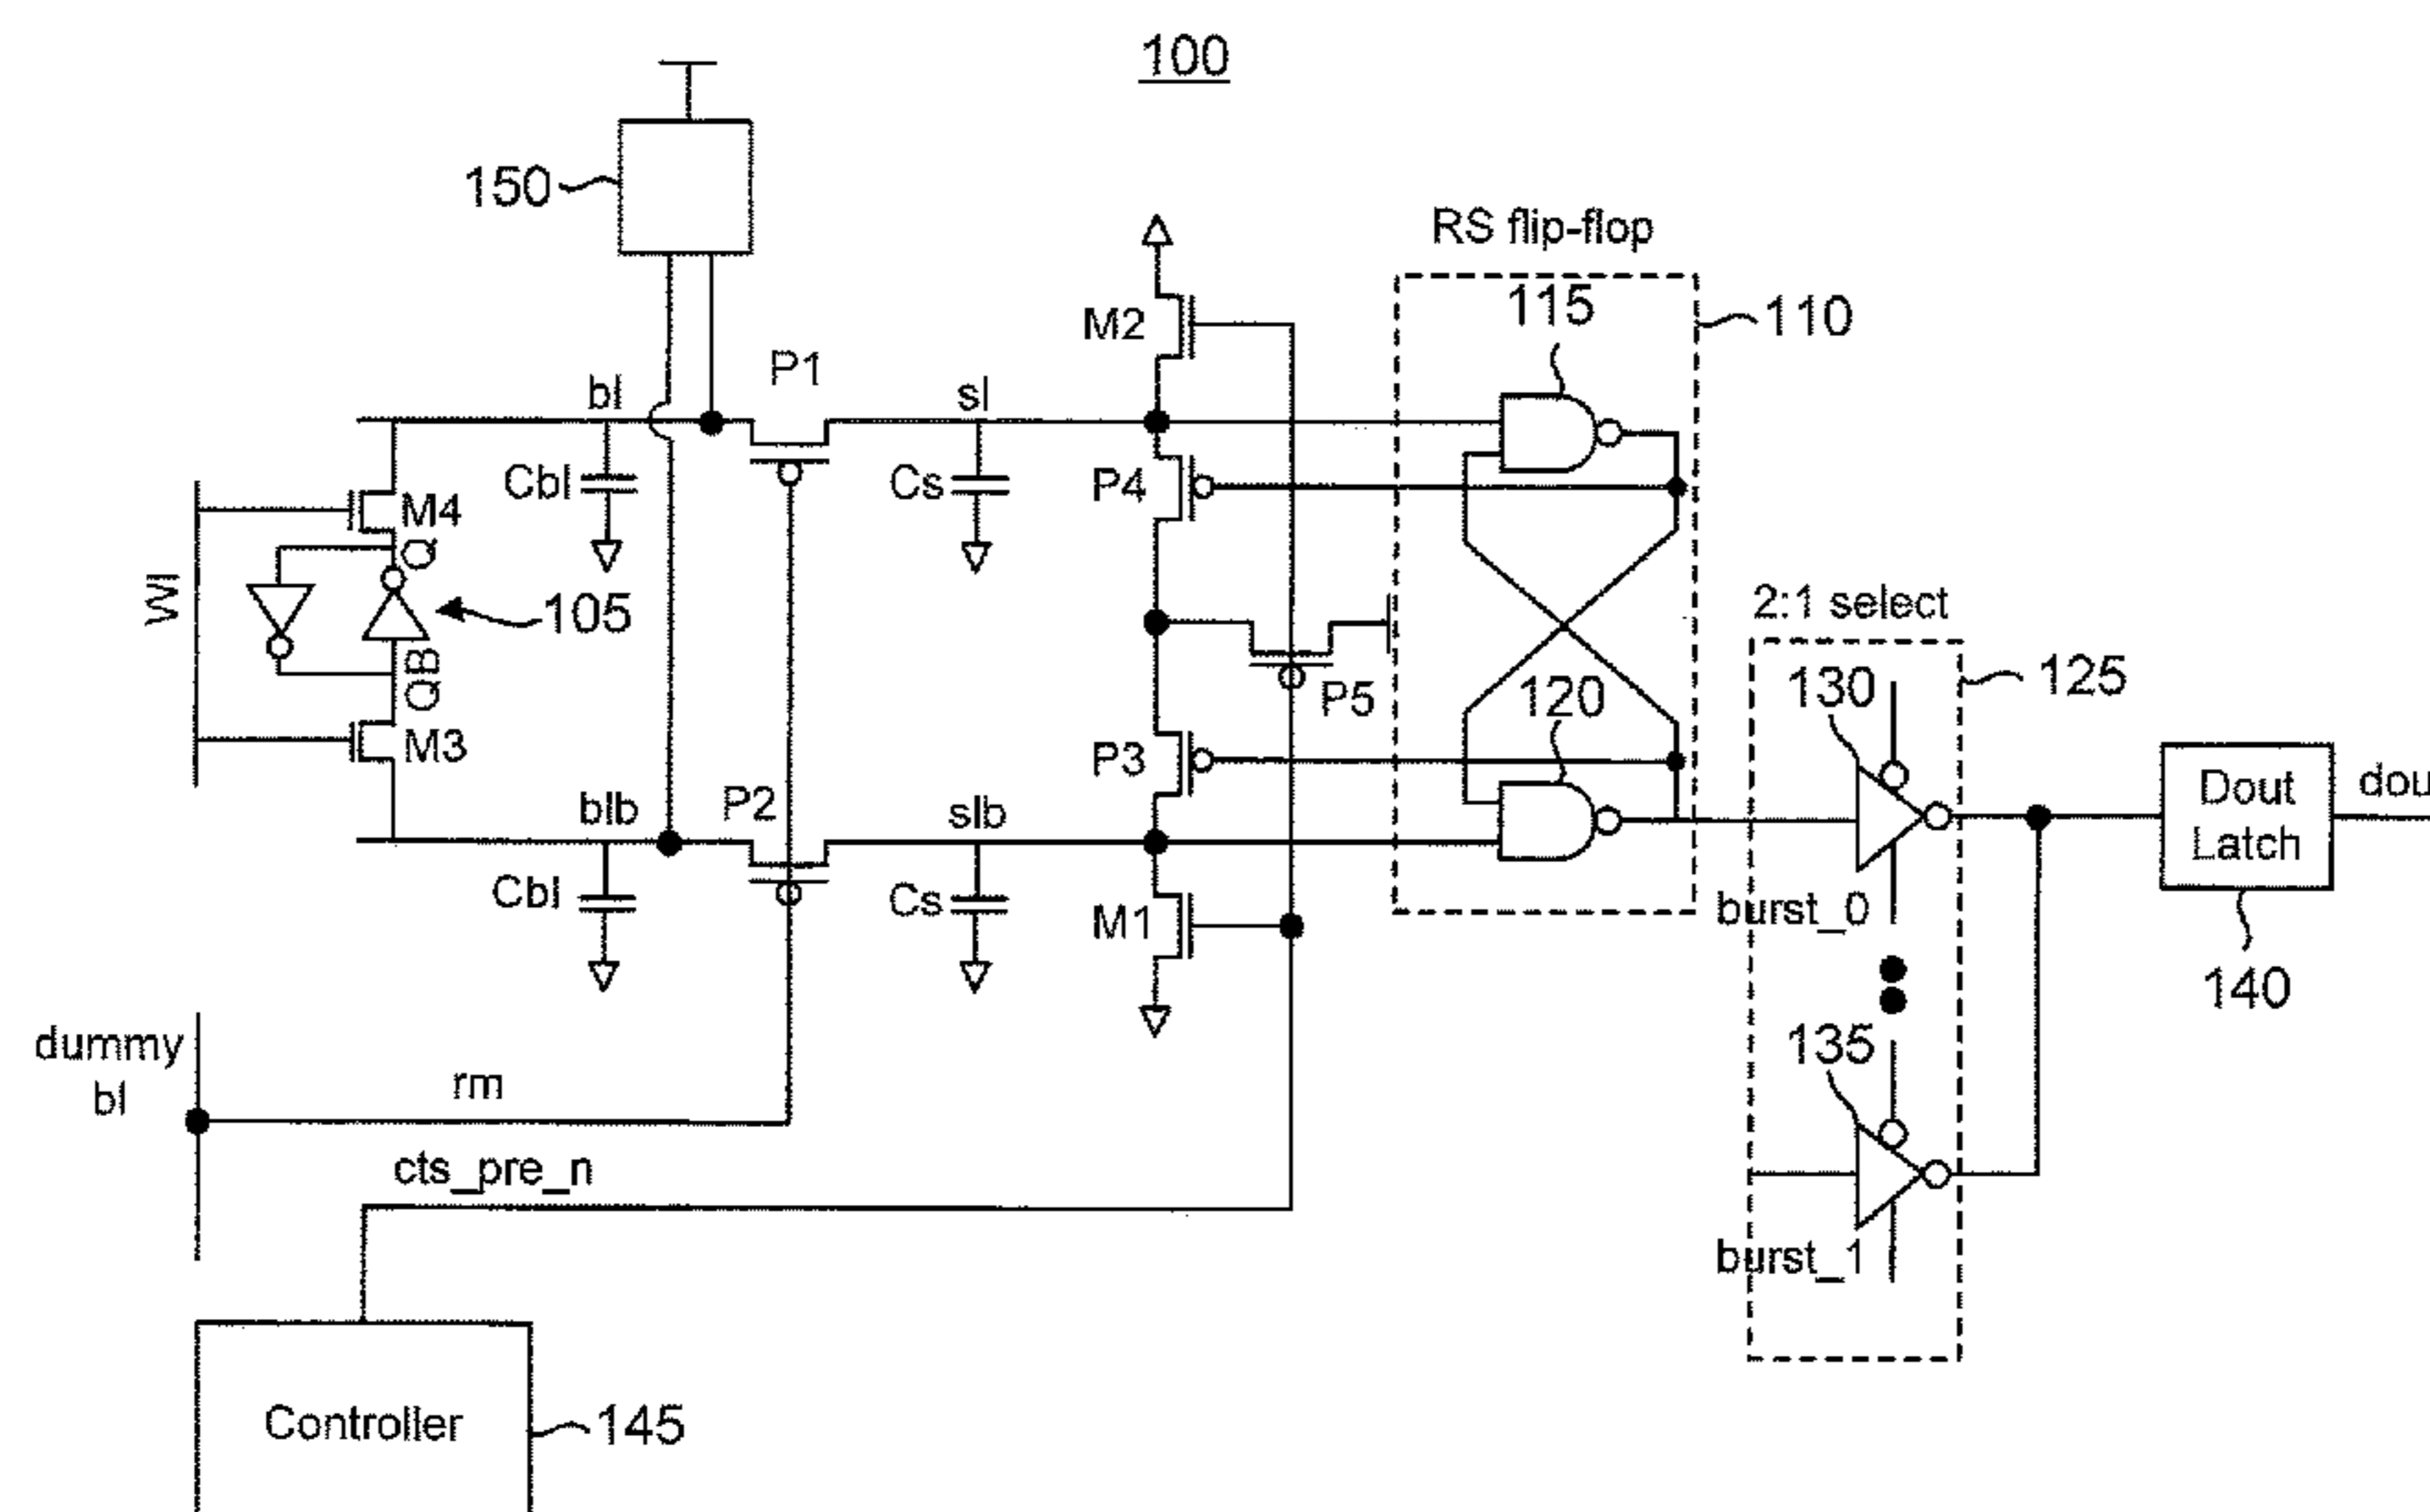 100
150
RS flip-flop
115
110
M2
P1
bl
sl
Cbl
Cs
P4
M4
Q
Wl
105
2:1 select
QB
130
125
120
P5
M3
P3
blb
P2
slb
Dout
Latch
dou
Cbl
Cs
M1
burst_0
140
dummy
bl
135
rm
cts_pre_n
burst_1
Controller
145